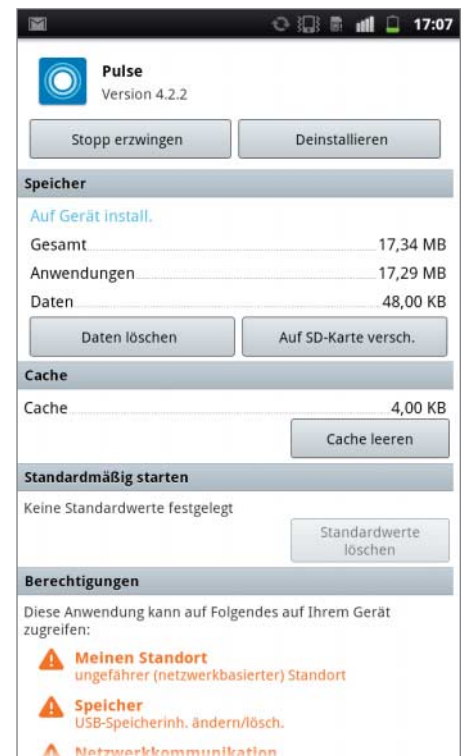 17:07
Pulse
Version 4.2.2
Stopp erzwingen
Deinstallieren
Speicher
Auf Gerät install.
Gesamt 17,34 MB
Anwendungen 17,29 MB
Daten 48,00 KB
Daten löschen
Auf SD-Karte versch.
Cache
Cache 4,00 KB
Cache leeren
Standardmäßig starten
Keine Standardwerte festgelegt
Standardwerte
löschen
Berechtigungen
Diese Anwendung kann auf Folgendes auf Ihrem Gerät
zugreifen:
Meinen Standort
ungefährer (netzwerkbasierter) Standort
Speicher
USB-Speicherinh. ändern/lösch.
Netzwerkkommunikation